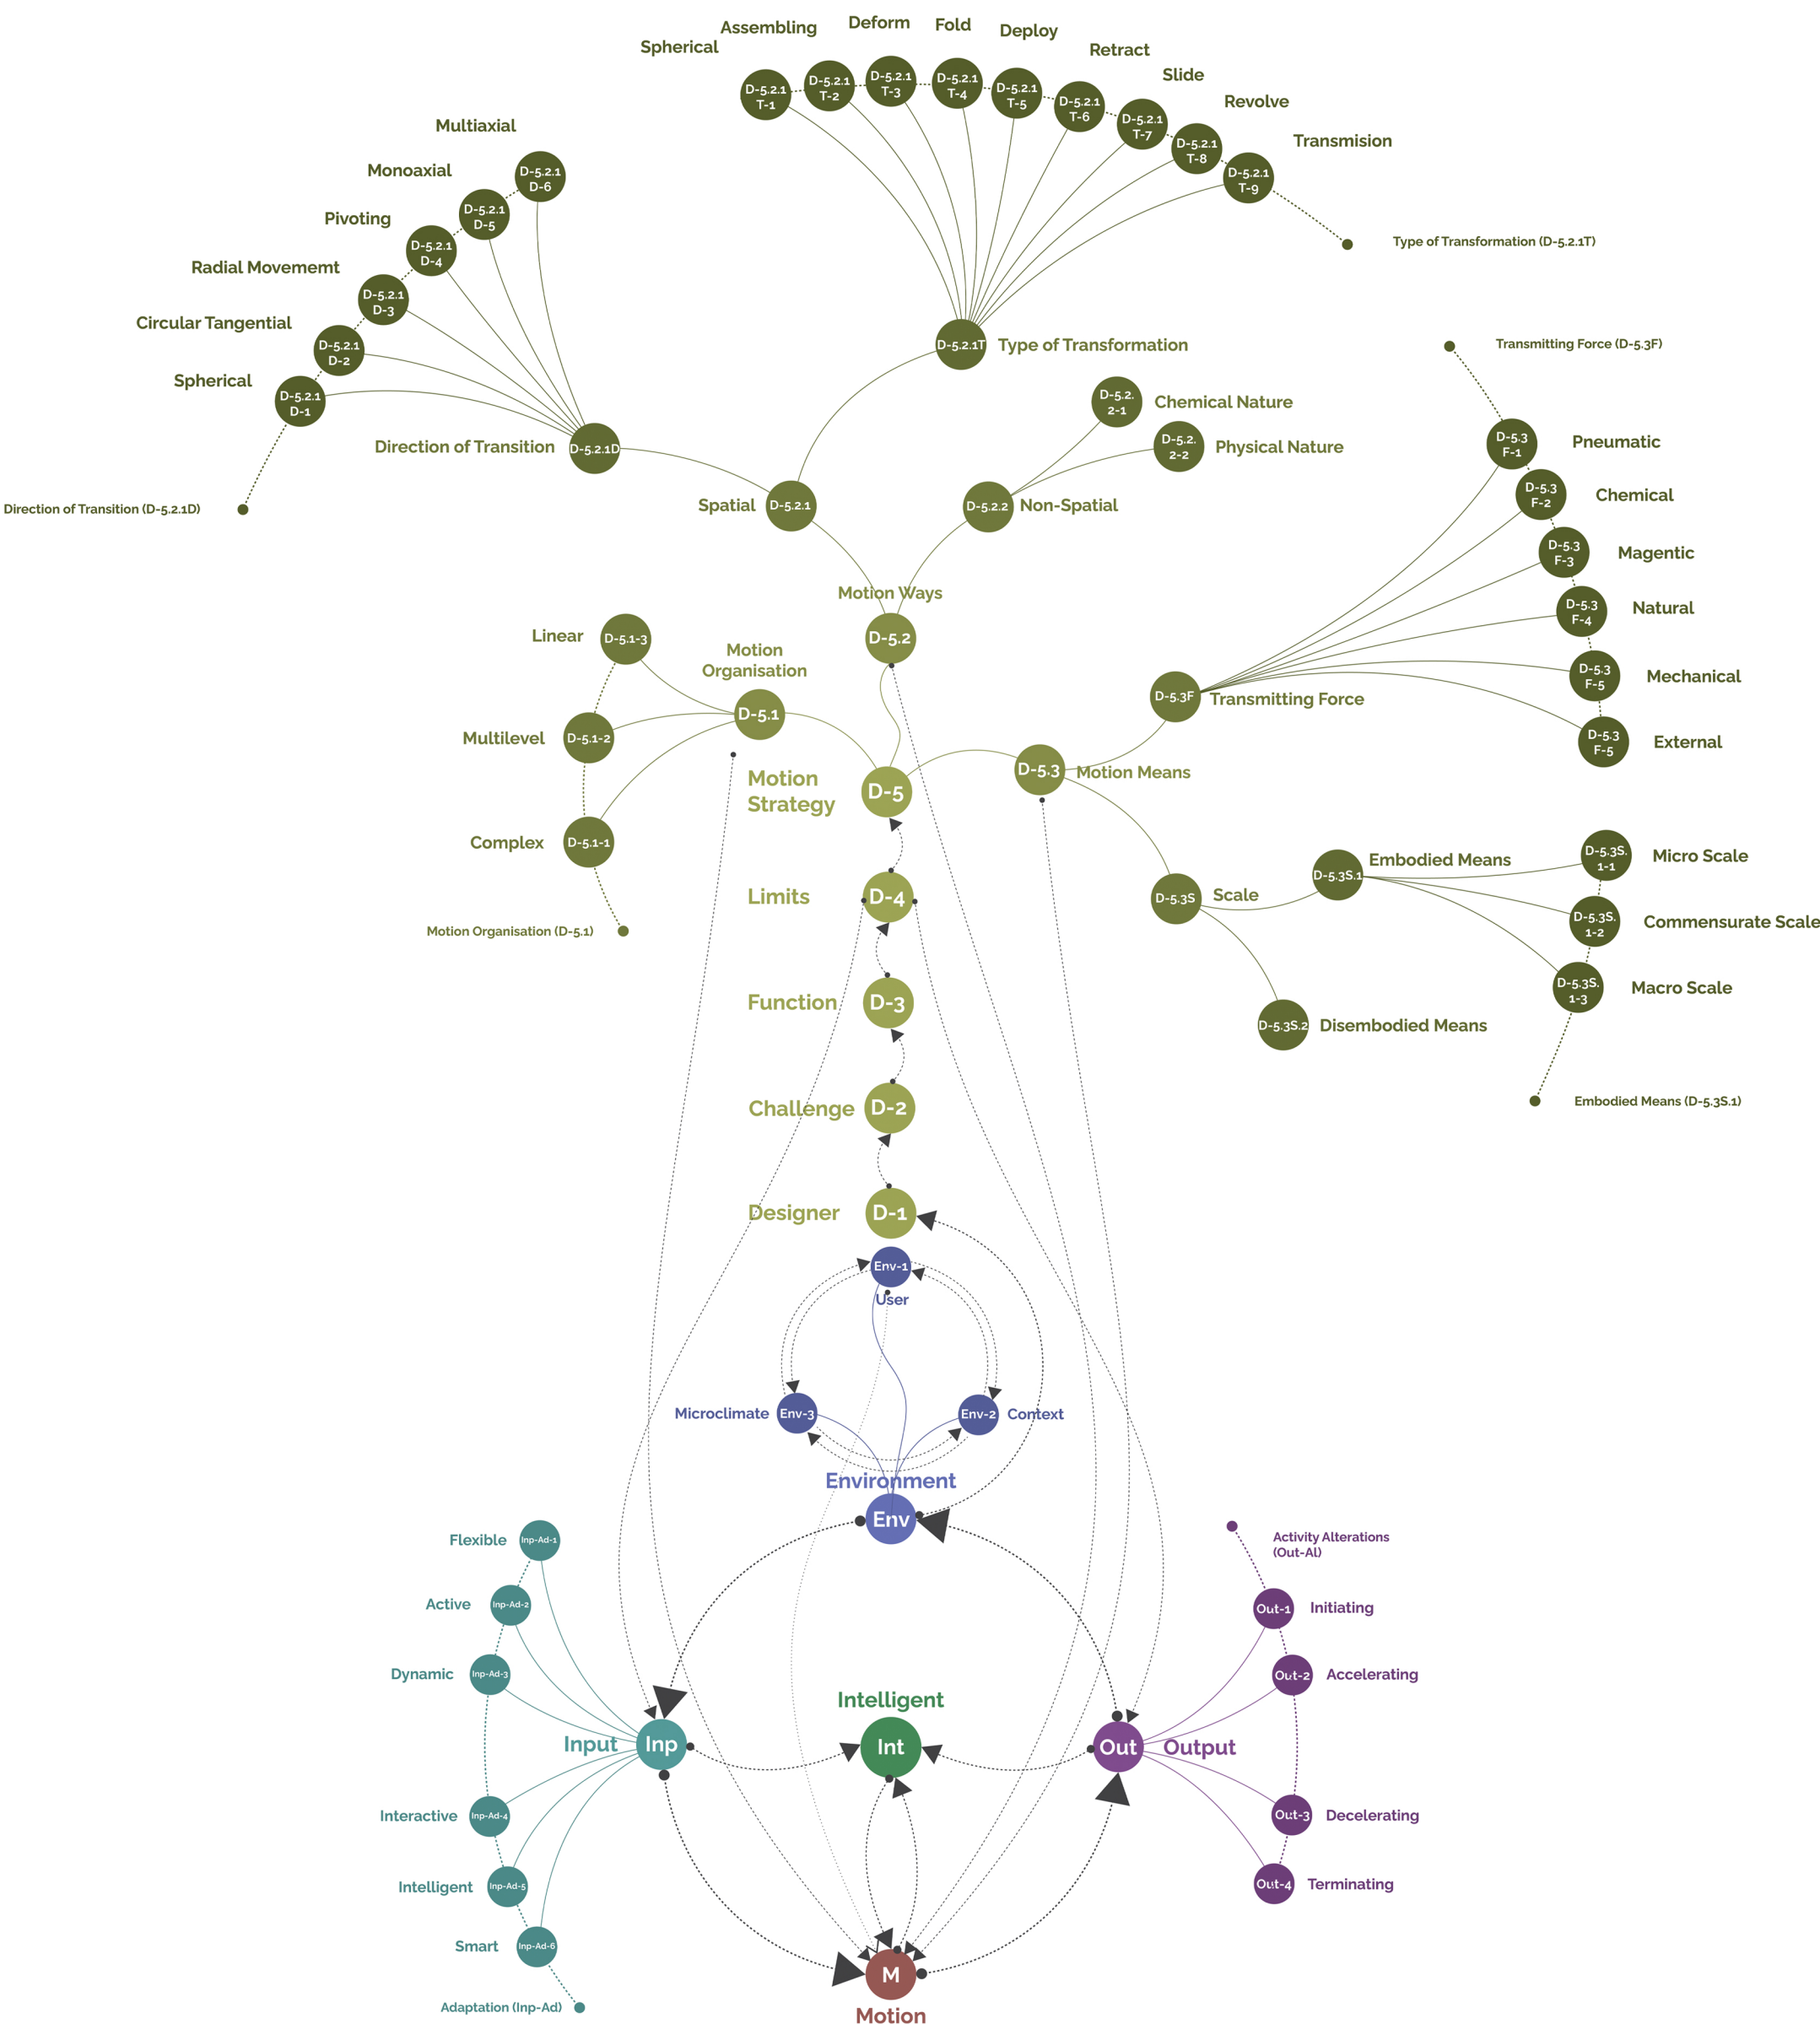 Deform
Fold
Assembling
Deploy
Spherical
Retract
Slide
Revolve
Transmision
D-5.2.1
T-1
D-5.2.1
T-2
D-5.2.1
T-3
D-5.2.1
T-4
D-5.2.1
T-5
D-5.2.1
T-6
D-5.2.1
T-7
D-5.2.1
T-8
D-5.2.1
T-9
Type of Transformation (D-5.2.1T)
Multiaxial
D-5.2.1
D-6
Monoaxial
D-5.2.1
D-5
Pivoting
D-5.2.1
D-4
Radial Movememt
D-5.2.1
D-3
Circular Tangential
D-5.2.1
D-2
Spherical
D-5.2.1
D-1
D-5.2.1T
Type of Transformation
Direction of Transition
D-5.2.1D
Direction of Transition (D-5.2.1D)
D-5.2.
2-1
Chemical Nature
D-5.2.
2-2
Physical Nature
Spatial
D-5.2.1
D-5.2.2
Non-Spatial
Transmitting Force (D-5.3F)
D-5.3
F-1
Pneumatic
D-5.3
F-2
Chemical
D-5.3
F-3
Magentic
D-5.3
F-4
Natural
D-5.3
F-5
Mechanical
D-5.3
F-5
External
Motion Ways
D-5.2
Linear
D-5.1-3
Motion
Organisation
D-5.1
Multilevel
D-5.1-2
Complex
D-5.1-1
Motion Organisation (D-5.1)
D-5.3F
Transmitting Force
D-5.3
Motion Means
Motion
Strategy
D-5
D-5.3S
Scale
D-5.3S.1
Embodied Means
D-5.3S.
1-1
Micro Scale
D-5.3S.
1-2
Commensurate Scale
D-5.3S.
1-3
Macro Scale
D-5.3S.2
Disembodied Means
Embodied Means (D-5.3S.1)
Limits
D-4
Function
D-3
Challenge
D-2
Designer
D-1
Env-1
User
Microclimate
Env-3
Env-2
Context
Environment
Env
Flexible
Inp-Ad-1
Active
Inp-Ad-2
Dynamic
Inp-Ad-3
Input
Inp
Interactive
Inp-Ad-4
Intelligent
Inp-Ad-5
Smart
Inp-Ad-6
Adaptation (Inp-Ad)
Intelligent
Int
Activity Alterations
(Out-Al)
Out-1
Initiating
Out-2
Accelerating
Out
Output
Out-3
Decelerating
Out-4
Terminating
M
Motion